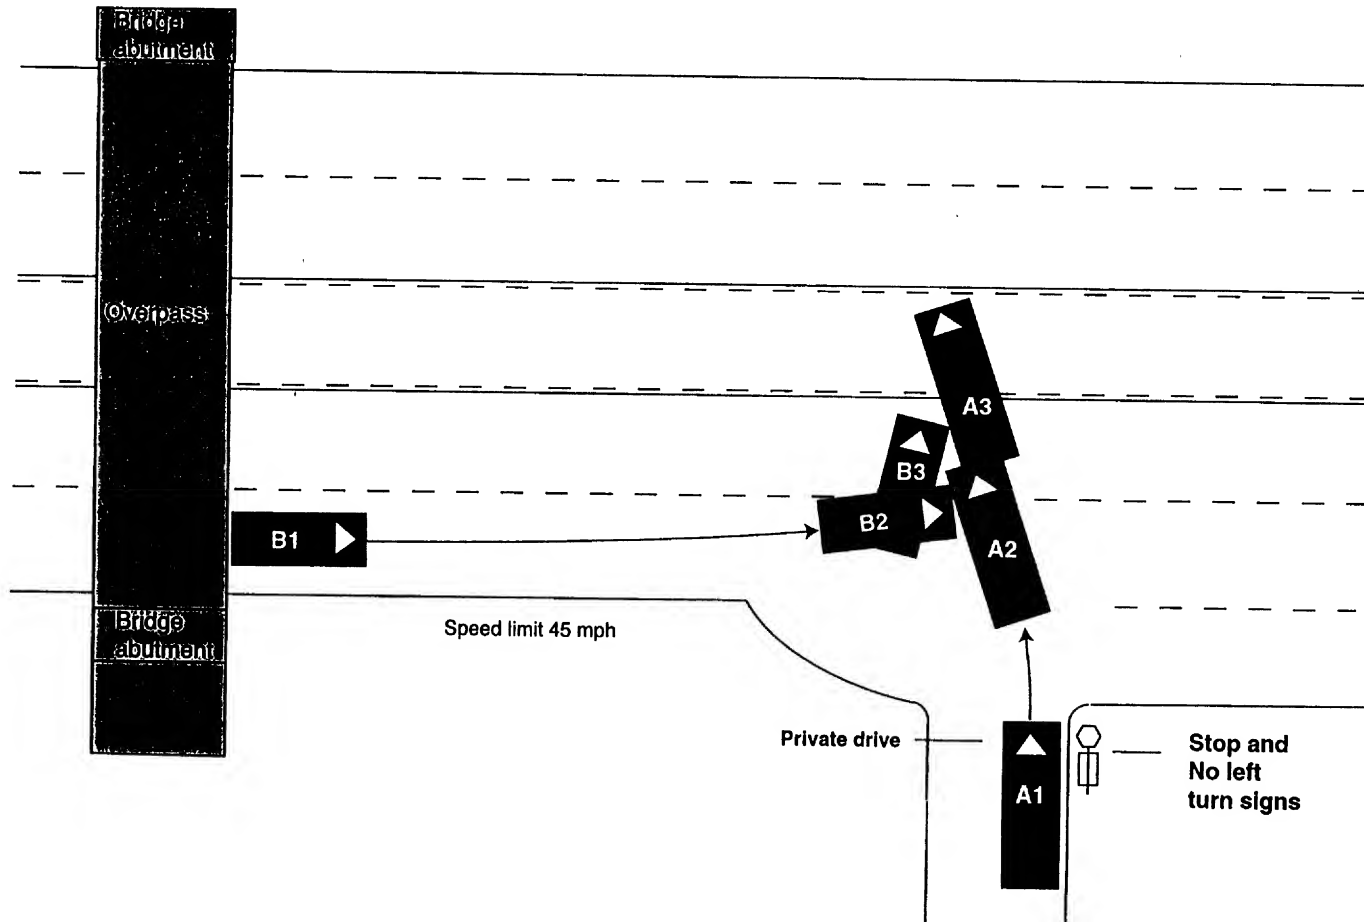 Bridge
abutment
Overpass
A3
B3
B2
B1
A2
Bridge
abutment
Speed limit 45 mph
Private drive
Stop and
No left
turn signs
A1